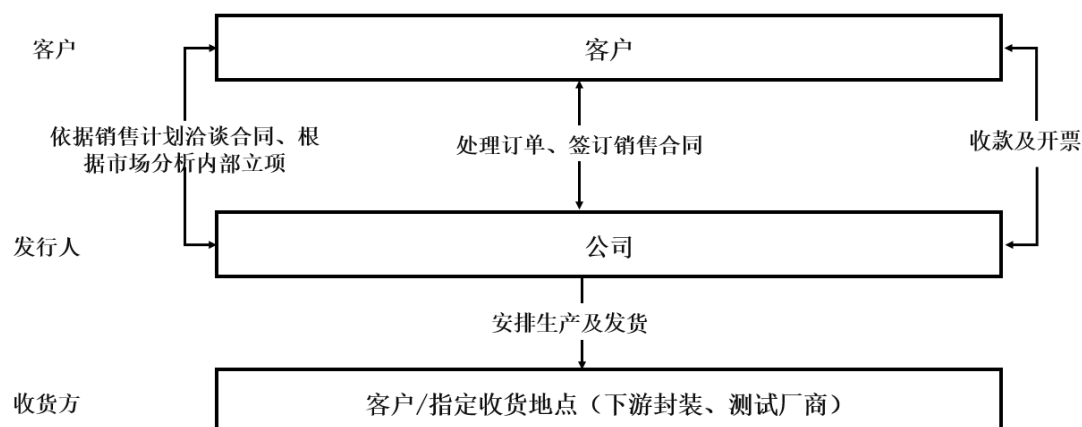 客户
客户
依据销售计划洽谈合同、根
据市场分析内部立项
处理订单、签订销售合同
收款及开票
发行人
公司
安排生产及发货
收货方
客户/指定收货地点（下游封装、测试厂商）